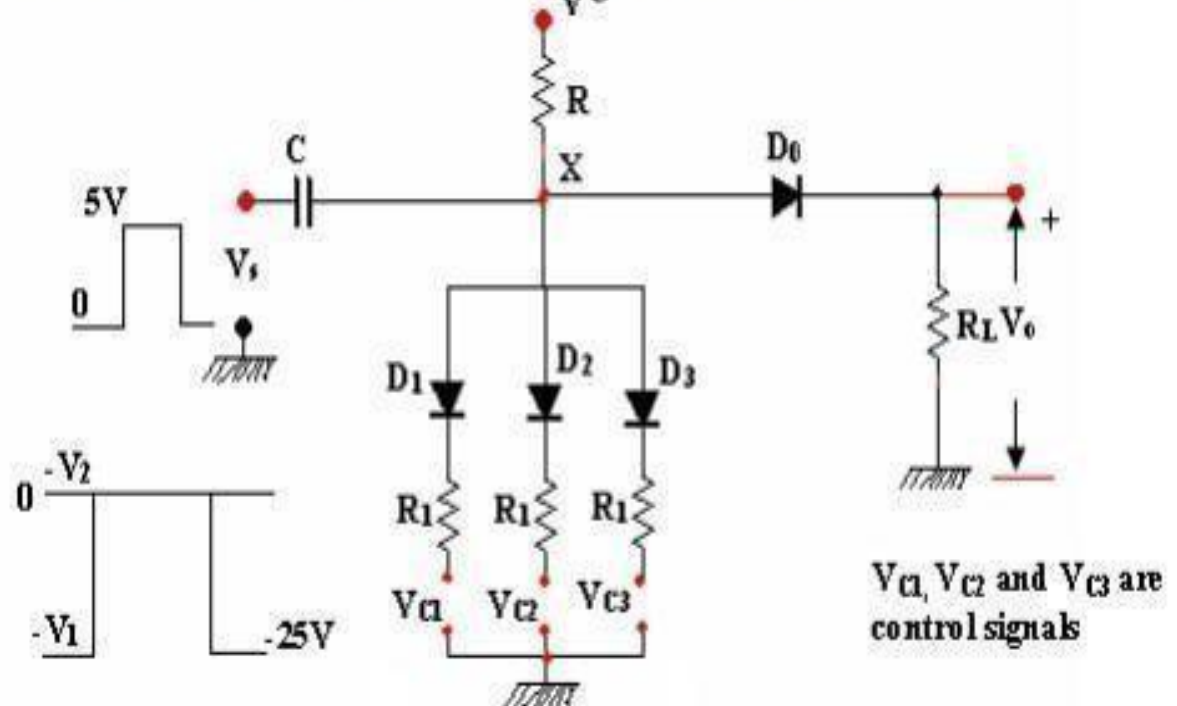 R
C
X
D0
5V
Vs
0
D1
D2
D3
+
RL
Vo
-V2
0
R1
R1
R1
VC1
VC2
VC3
-V1
-25V
VC1, VC2 and VC3 are
control signals